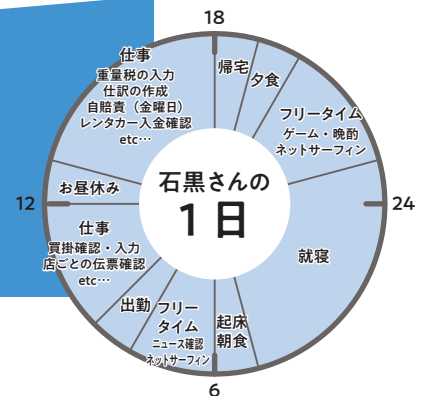 18
仕事
重量税の入力
仕訳の作成
自賠責（金曜日）
レンタカー入金確認
etc…
帰宅
夕食
フリータイム
ゲーム・晩酌
ネットサーフィン
お昼休み
石黒さんの
1日
12
24
仕事
買掛確認・入力
店ごとの伝票確認
etc…
就寝
出勤
フリー
タイム
ニュース確認
ネットサーフィン
起床
朝食
6